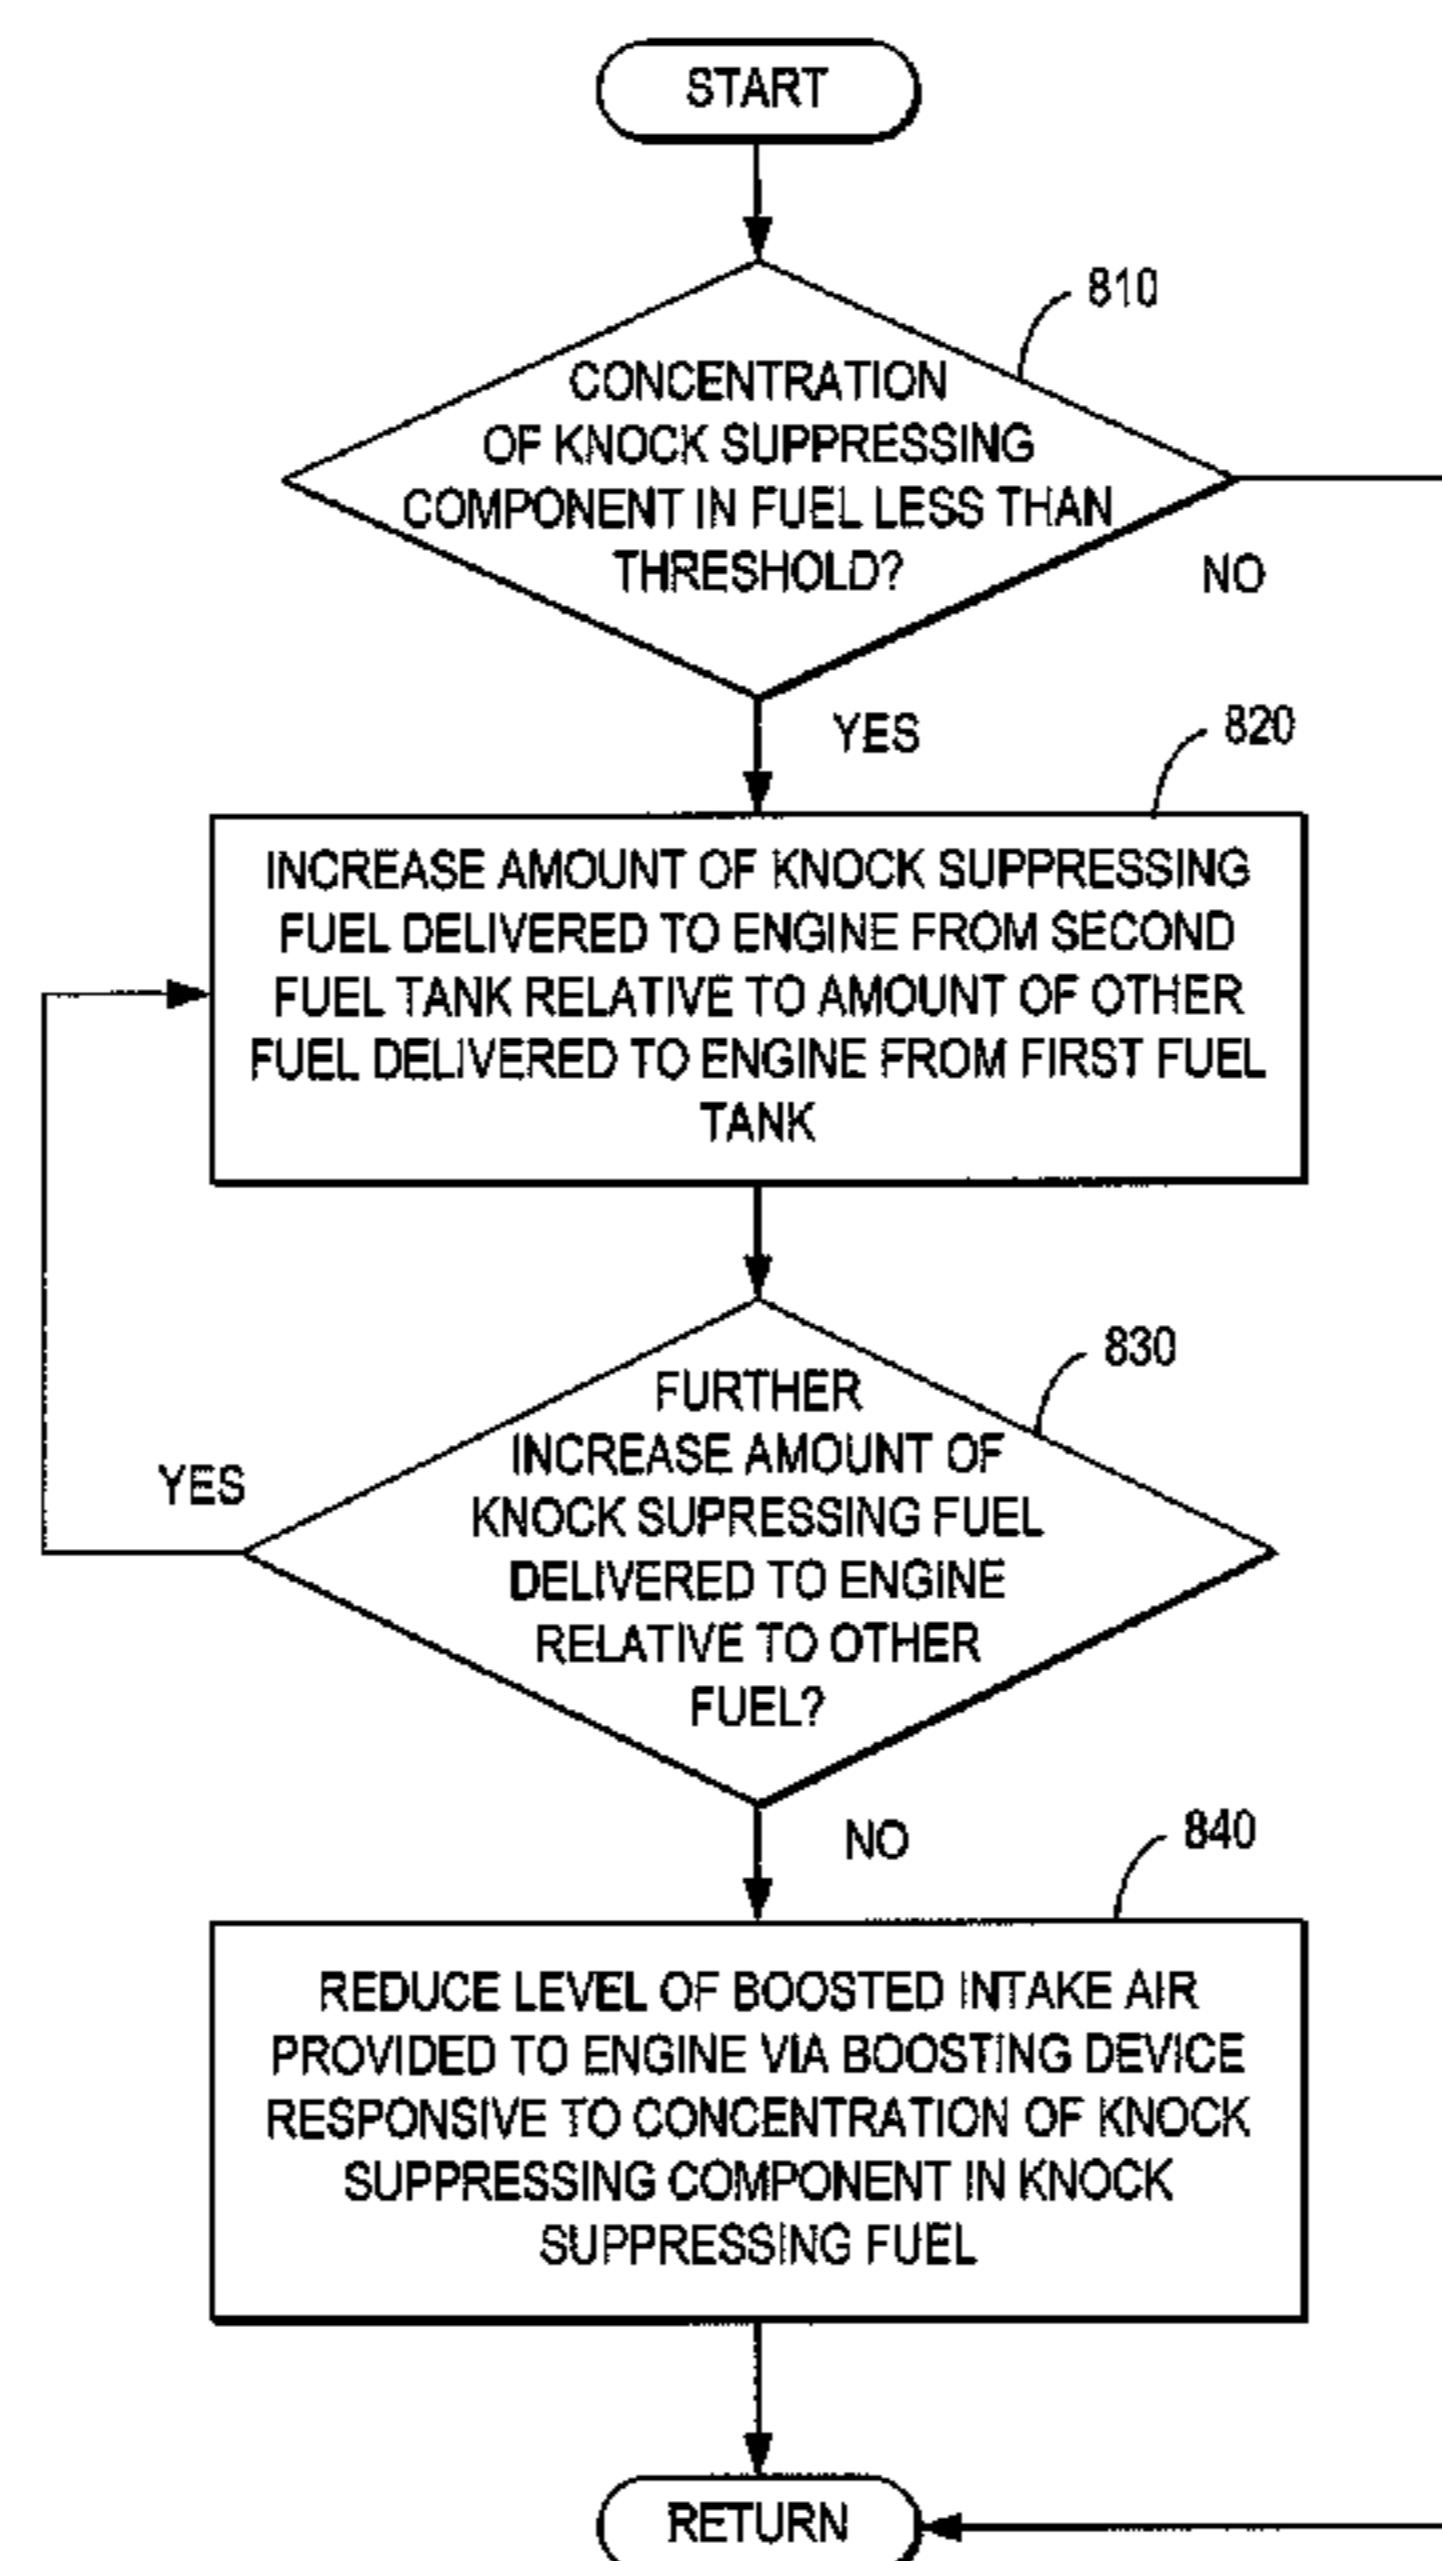 START
810
CONCENTRATION
OF KNOCK SUPPRESSING
COMPONENT IN FUEL LESS THAN
THRESHOLD?
NO
YES
820
INCREASE AMOUNT OF KNOCK SUPPRESSING
FUEL DELIVERED TO ENGINE FROM SECOND
FUEL TANK RELATIVE TO AMOUNT OF OTHER
FUEL DELIVERED TO ENGINE FROM FIRST FUEL
TANK
830
FURTHER
INCREASE AMOUNT OF
KNOCK SUPRESSING FUEL
DELIVERED TO ENGINE
RELATIVE TO OTHER
FUEL?
YES
NO
840
REDUCE LEVEL OF BOOSTED INTAKE AIR
PROVIDED TO ENGINE VIA BOOSTING DEVICE
RESPONSIVE TO CONCENTRATION OF KNOCK
SUPPRESSING COMPONENT IN KNOCK
SUPPRESSING FUEL
RETURN